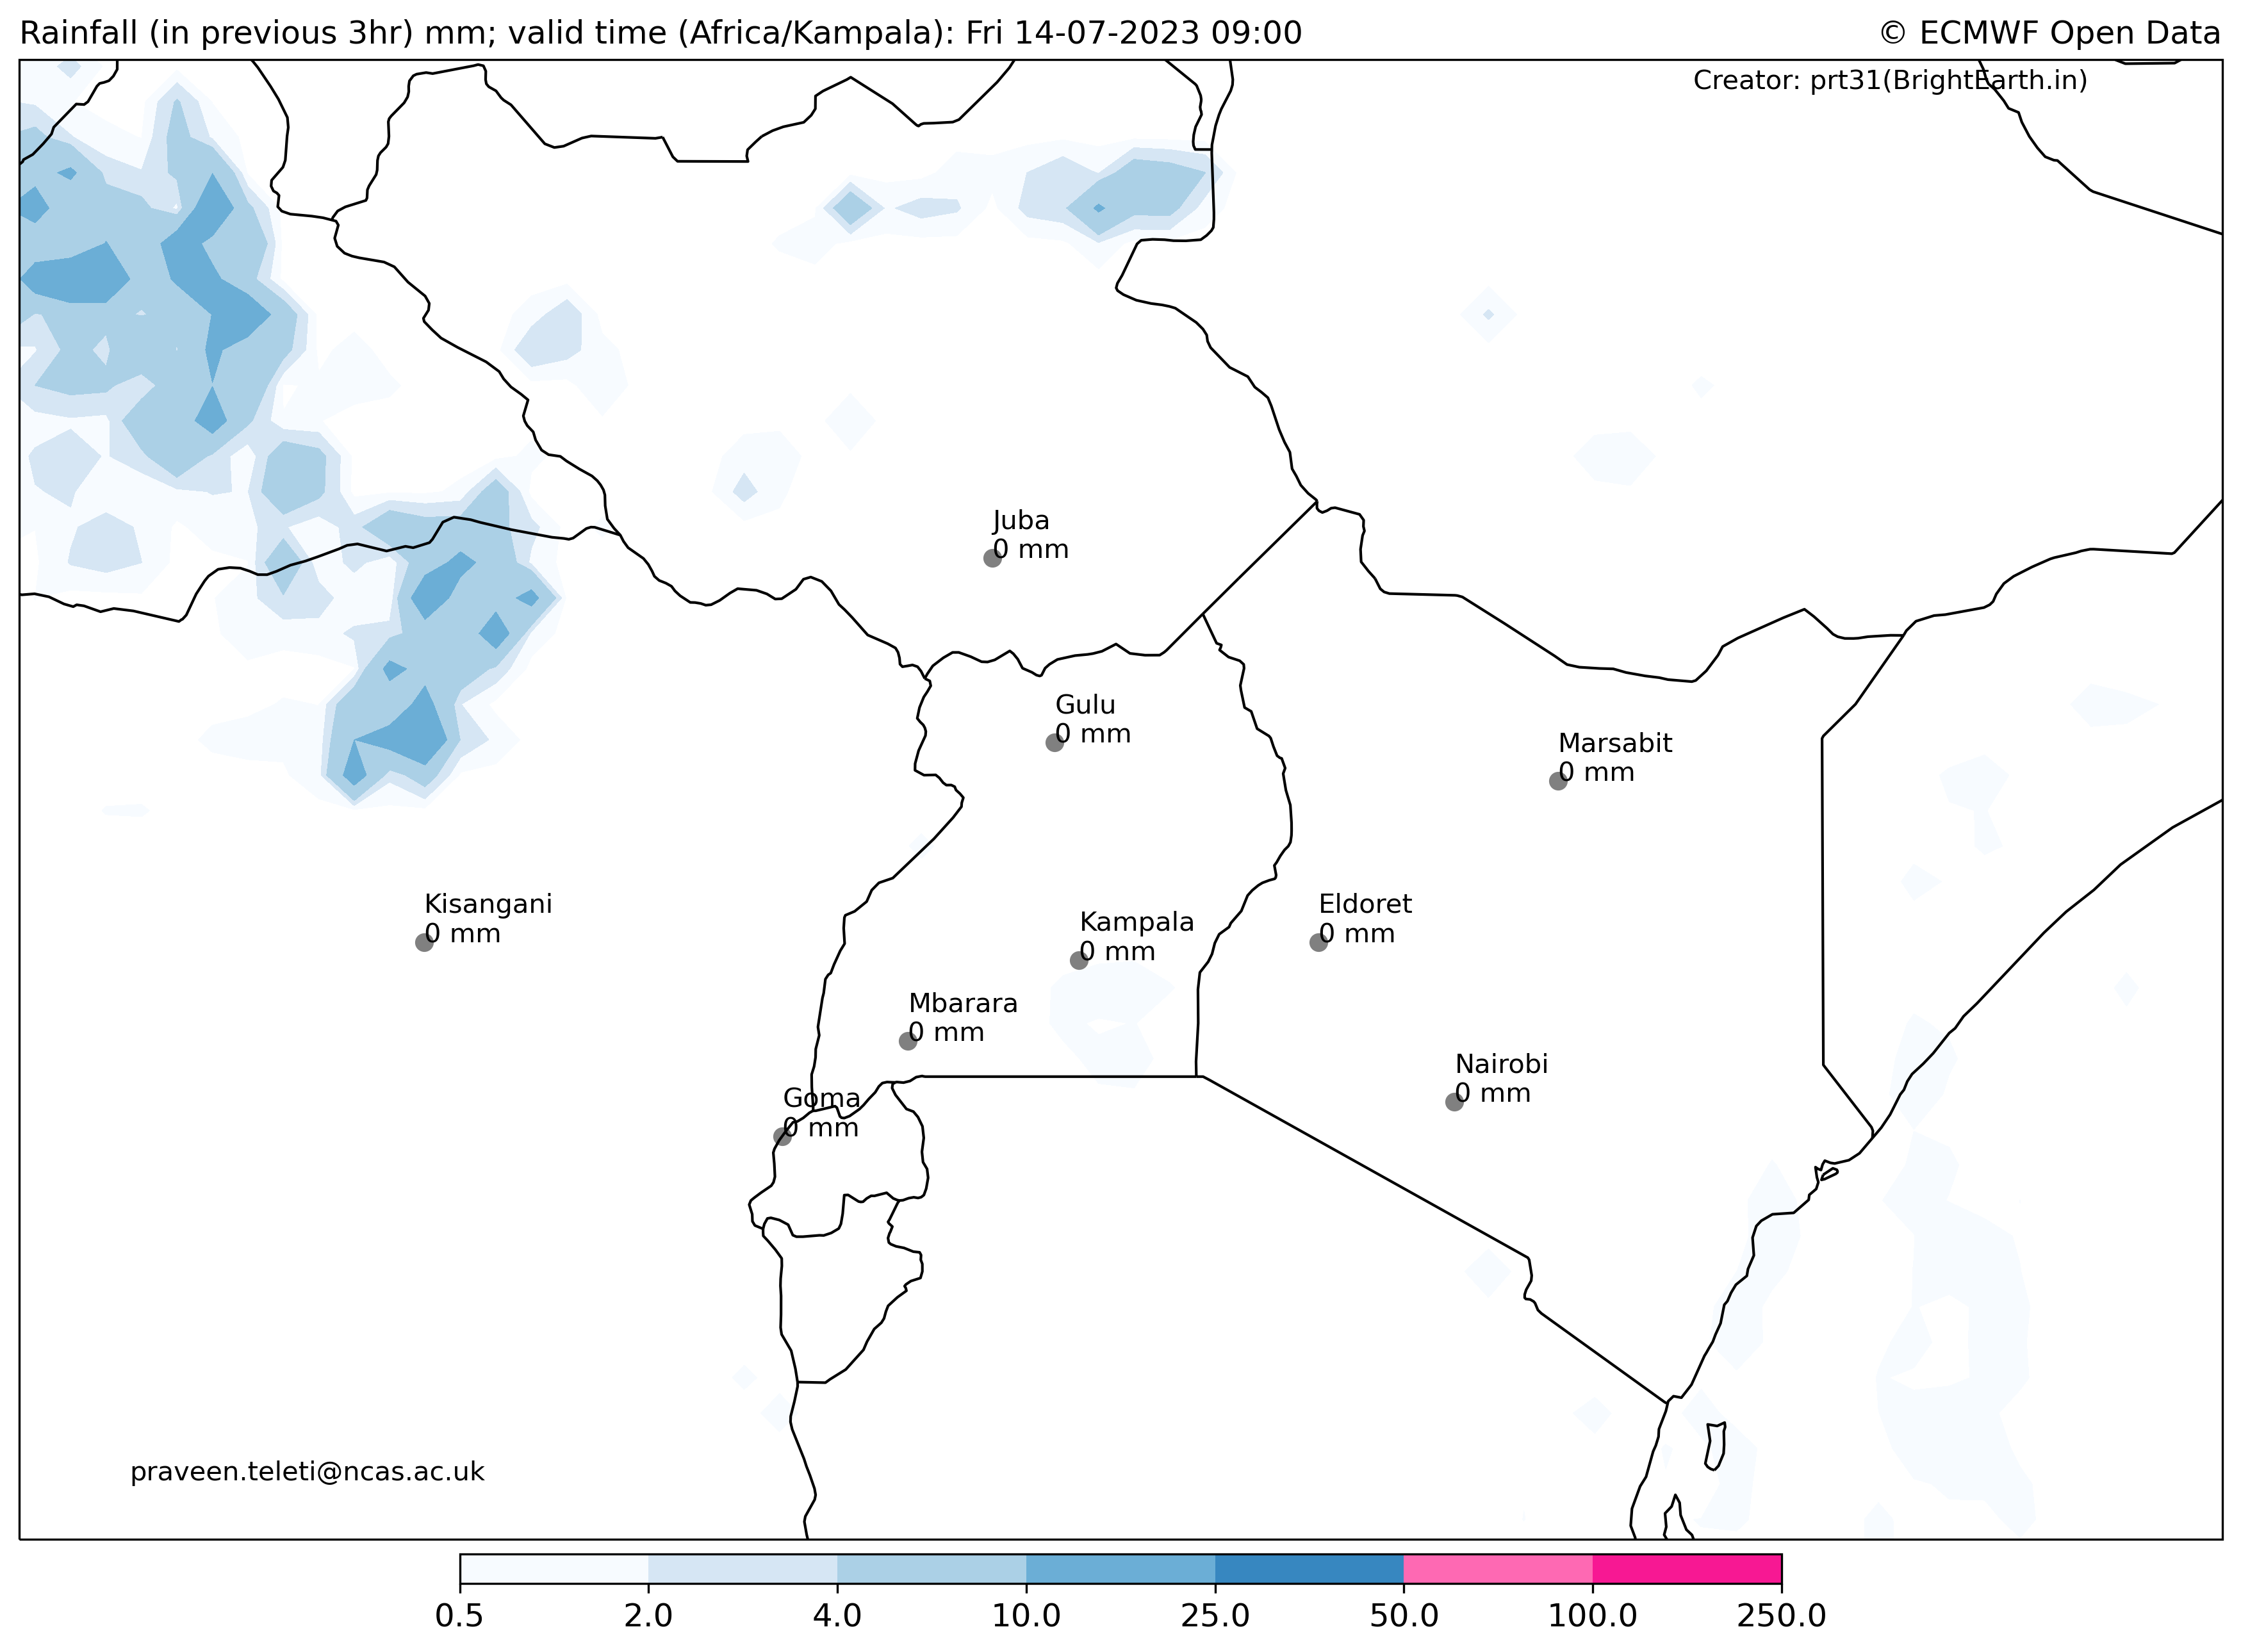 Rainfall (in previous 3hr) mm; valid time (Africa/Kampala): Fri 14-07-2023 09:00
© ECMWF Open Data
Creator: prt31(BrightEarth.in)
Juba
0 mm
Gulu
0 mm
Marsabit
0 mm
Kisangani
0 mm
Eldoret
0 mm
Kampala
0 mm
Mbarara
0 mm
Nairobi
0 mm
Goma
0 mm
praveen.teleti@ncas.ac.uk
0.5 2.0 4.0 10.0 25.0 50.0 100.0 250.0